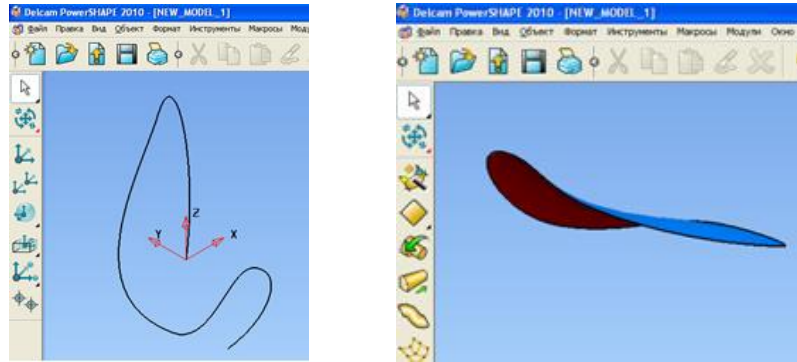 Delcam PowerSHAPE 2010 - [NEW_MODEL_1]
Файл Правка Вид Объект Формат Инструменты Макросы
Z
Y X
Delcam PowerSHAPE 2010 - [NEW_MODEL_1]
Файл Правка Вид Объект Формат Инструменты Макросы Модули Окно